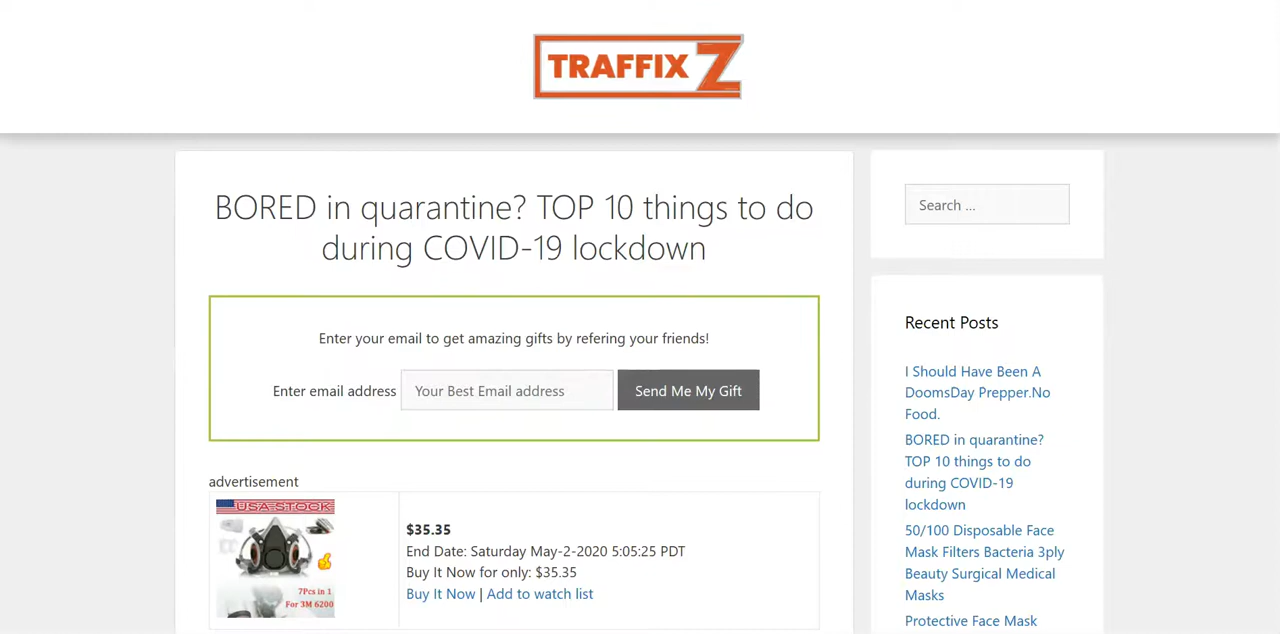 TRAFFIX Z
BORED in quarantine? TOP 10 things to do
during COVID-19 lockdown
Enter your email to get amazing gifts by refering your friends!
Enter email address
Your Best Email address
Send Me My Gift
advertisement
USA STOCK
7Pcs in 1
For 3M 6200
$35.35
End Date: Saturday May-2-2020 5:05:25 PDT
Buy It Now for only: $35.35
Buy It Now | Add to watch list
Search ...
Recent Posts
I Should Have Been A
DoomsDay Prepper.No
Food.
BORED in quarantine?
TOP 10 things to do
during COVID-19
lockdown
50/100 Disposable Face
Mask Filters Bacteria 3ply
Beauty Surgical Medical
Masks
Protective Face Mask